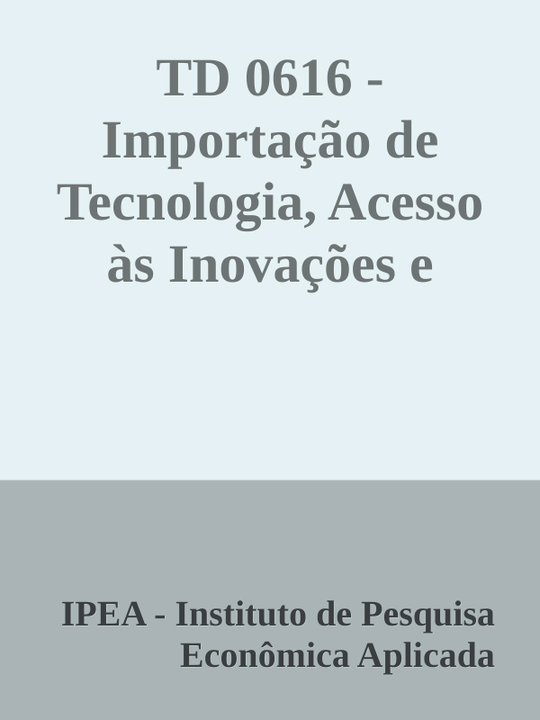 TD 0616 -
Importação de
Tecnologia, Acesso
às Inovações e
IPEA - Instituto de Pesquisa
Econômica Aplicada